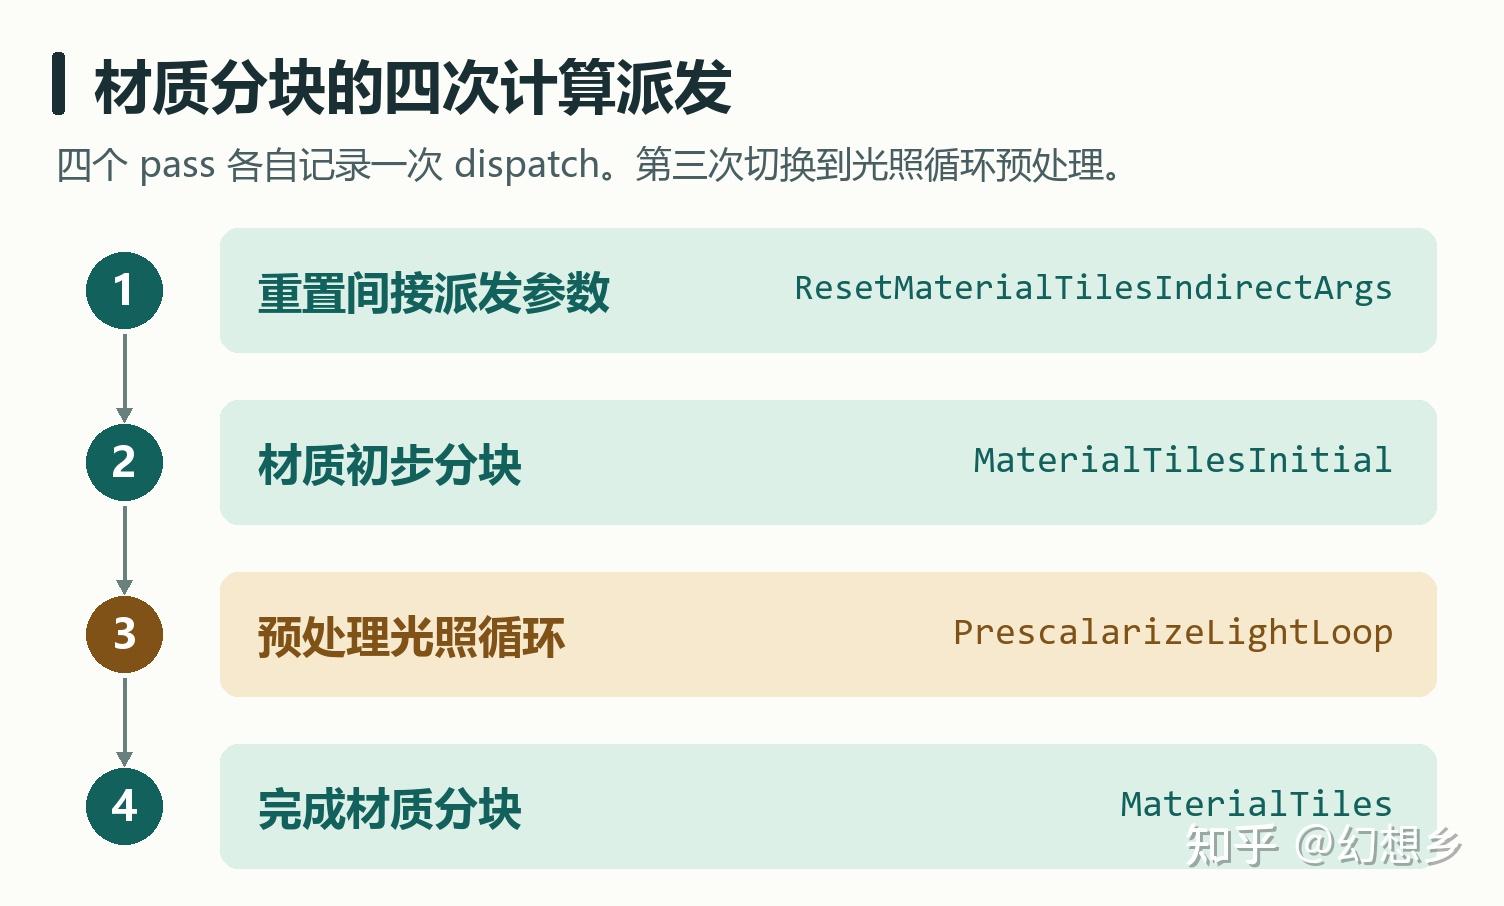 材质分块的四次计算派发
四个 pass 各自记录一次 dispatch。第三次切换到光照循环预处理。
1 重置间接派发参数 ResetMaterialTilesIndirectArgs
2 材质初步分块 MaterialTilesInitial
3 预处理光照循环 PrescalarizeLightLoop
4 完成材质分块 MaterialTiles
知乎 @幻想乡